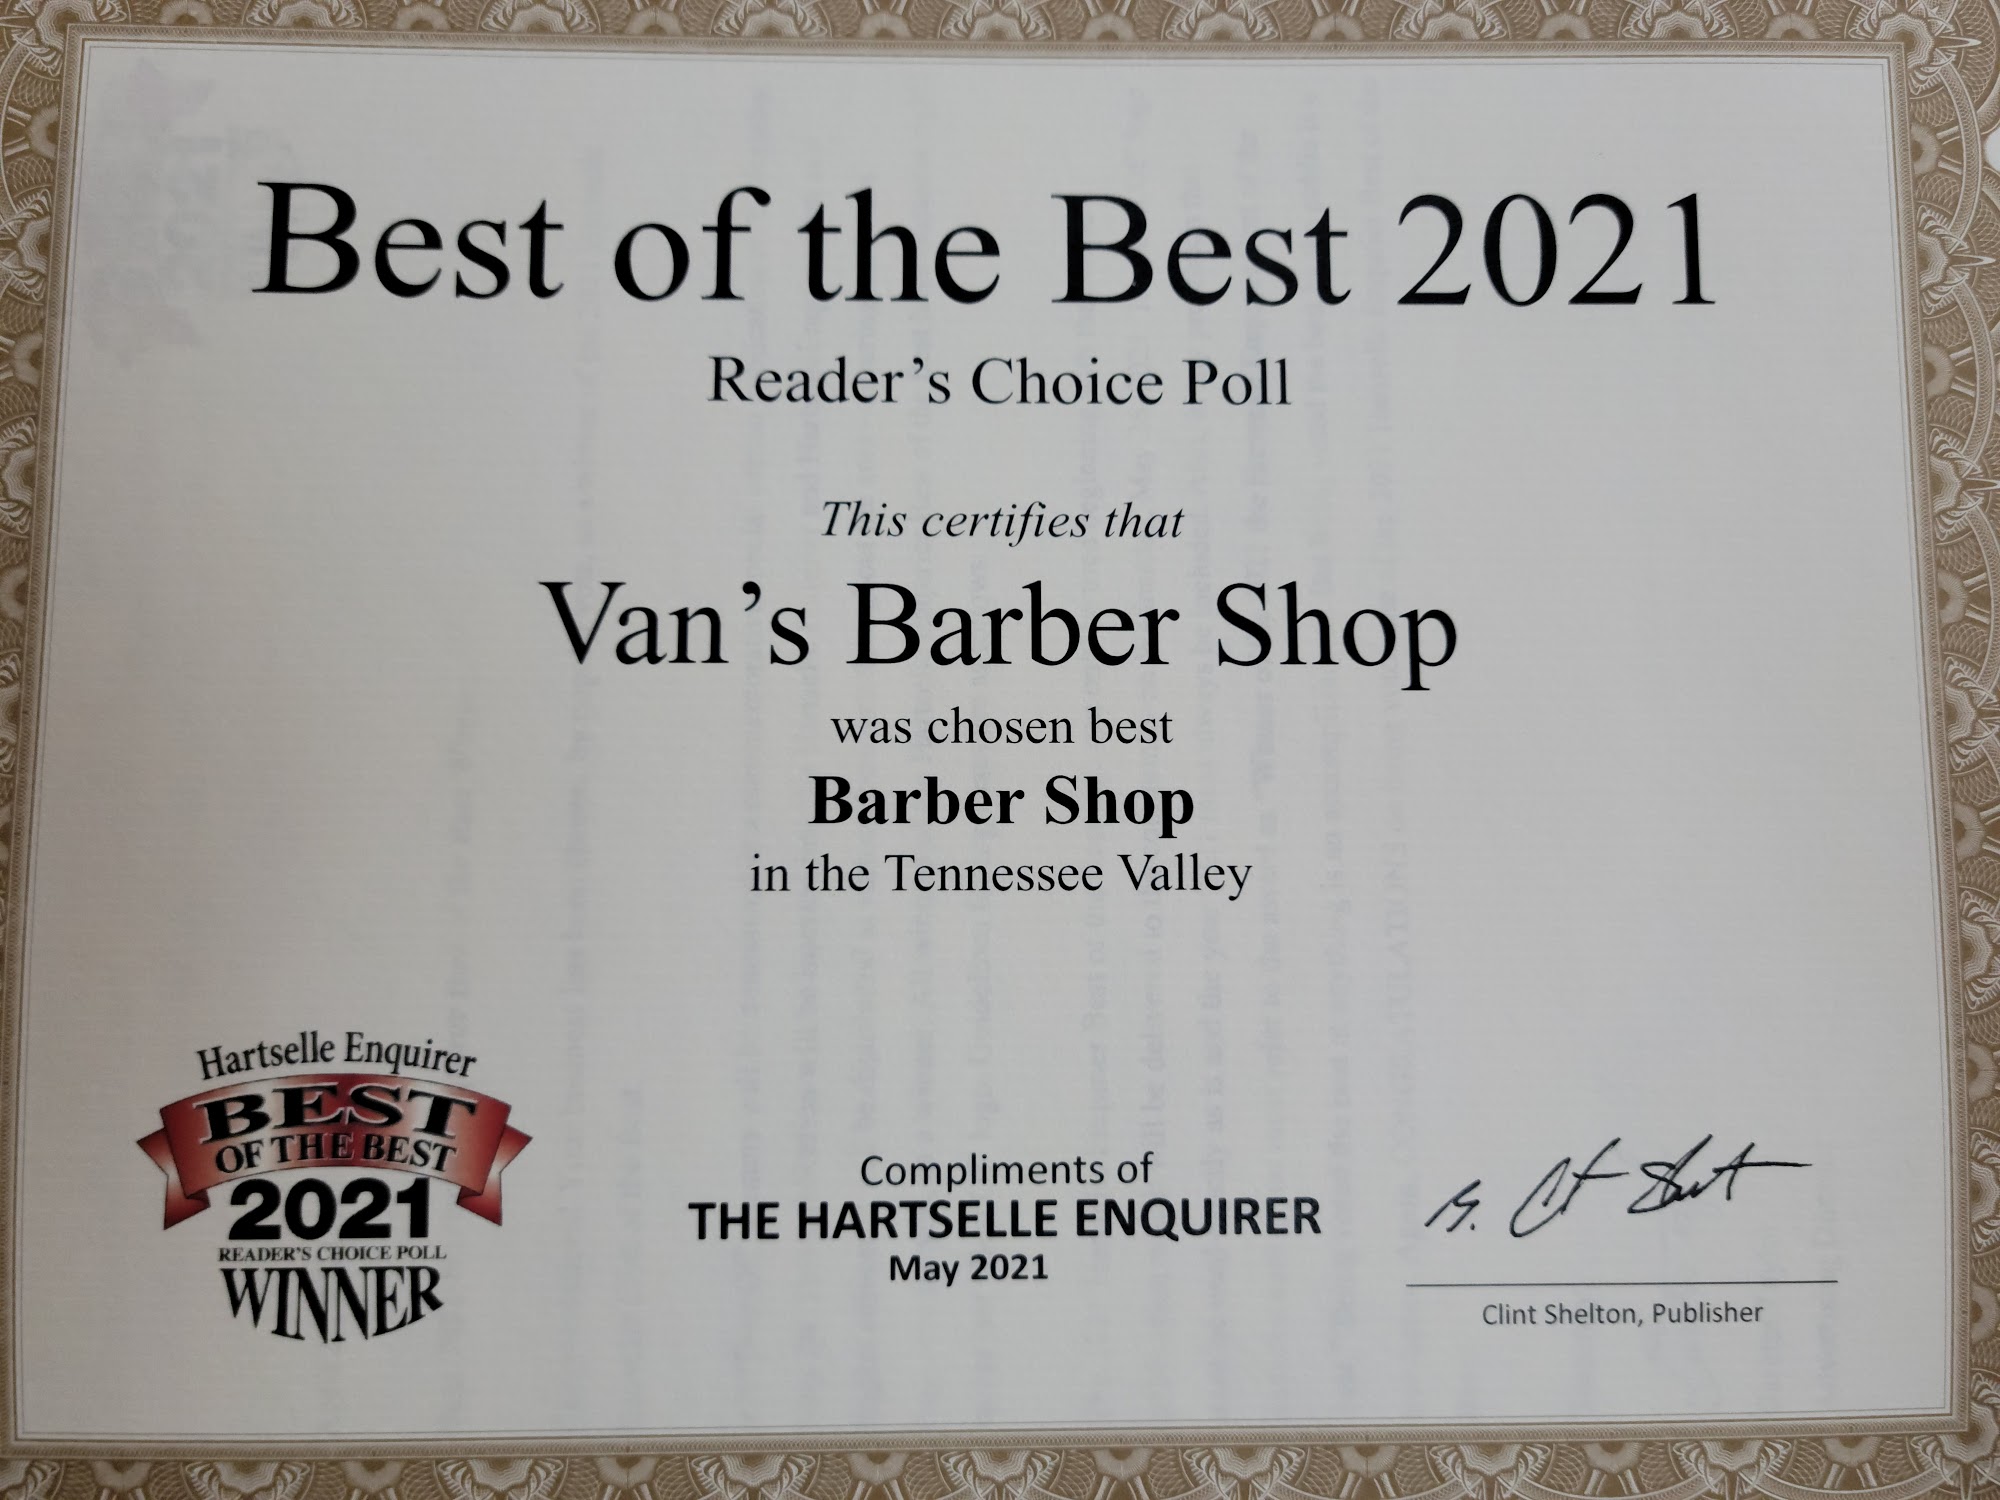 Best of the Best 2021
Reader's Choice Poll
This certifies that
Van's Barber Shop
was chosen best
Barber Shop
in the Tennessee Valley
Hartselle Enquirer
BEST
OF THE BEST
2021
READER'S CHOICE POLL
WINNER
Compliments of
THE HARTSELLE ENQUIRER
May 2021
Clint Shelton, Publisher